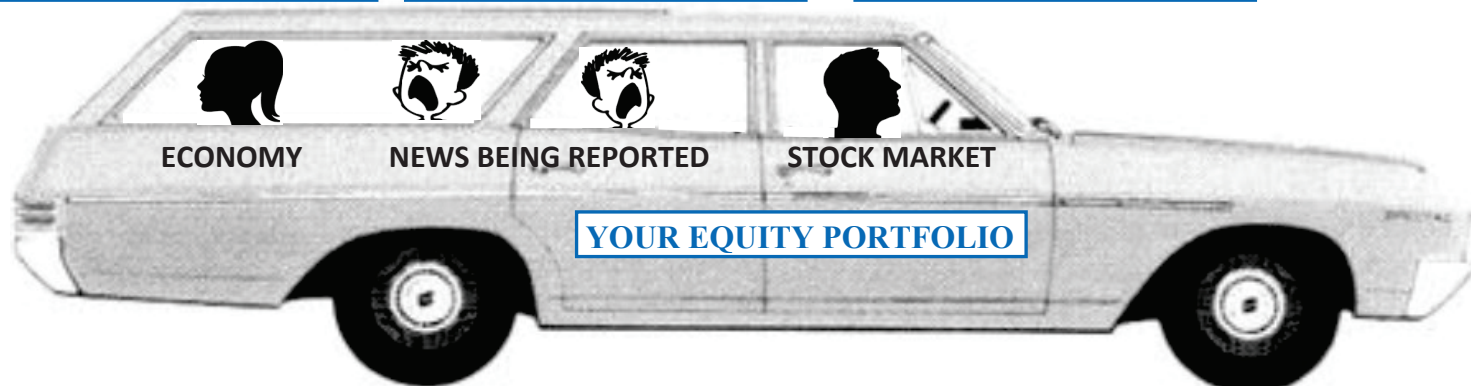 ECONOMY NEWS BEING REPORTED STOCK MARKET
YOUR EQUITY PORTFOLIO